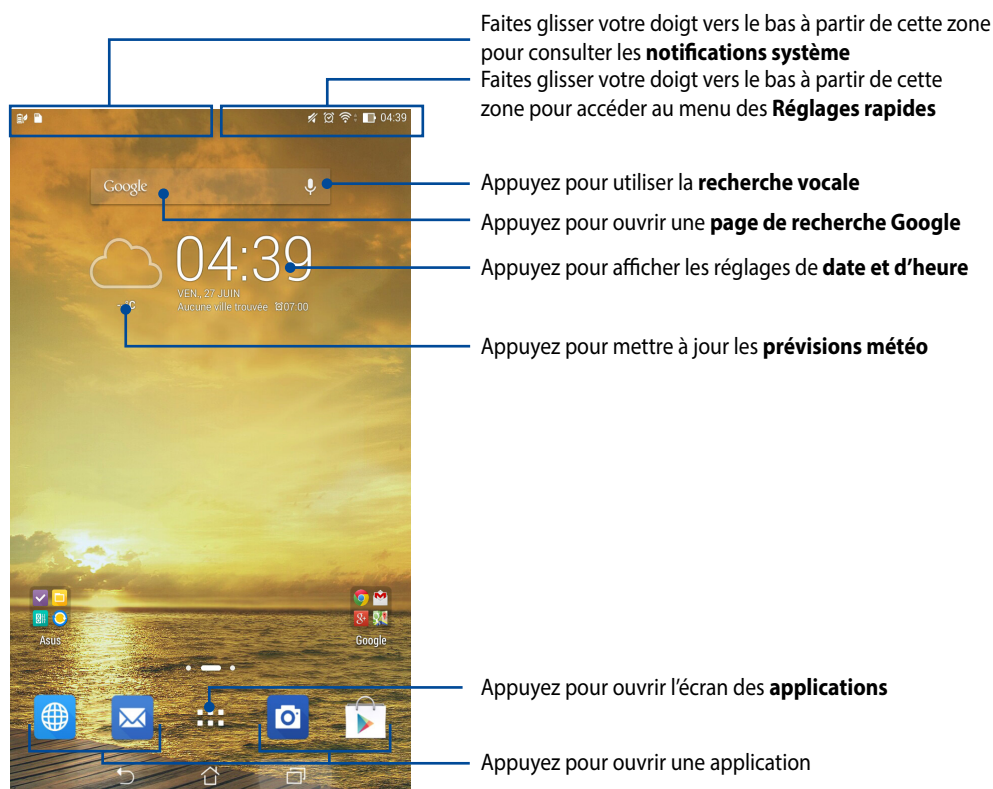 Faites glisser votre doigt vers le bas à partir de cette zone
pour consulter les notifications système
Faites glisser votre doigt vers le bas à partir de cette
zone pour accéder au menu des Réglages rapides
04:39
Google
Appuyez pour utiliser la recherche vocale
Appuyez pour ouvrir une page de recherche Google
04:39
Appuyez pour afficher les réglages de date et d'heure
VEN., 27 JUIN
Aucune ville trouvée 07:00
Appuyez pour mettre à jour les prévisions météo
Asus
Google
Appuyez pour ouvrir l'écran des applications
Appuyez pour ouvrir une application